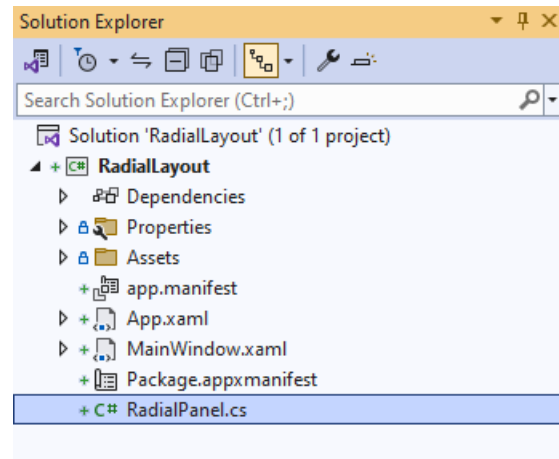 Solution Explorer
Search Solution Explorer (Ctrl+;)
Solution 'RadialLayout' (1 of 1 project)
+ C# RadialLayout
Dependencies
Properties
Assets
+ app.manifest
+ App.xaml
+ MainWindow.xaml
+ Package.appxmanifest
+ C# RadialPanel.cs